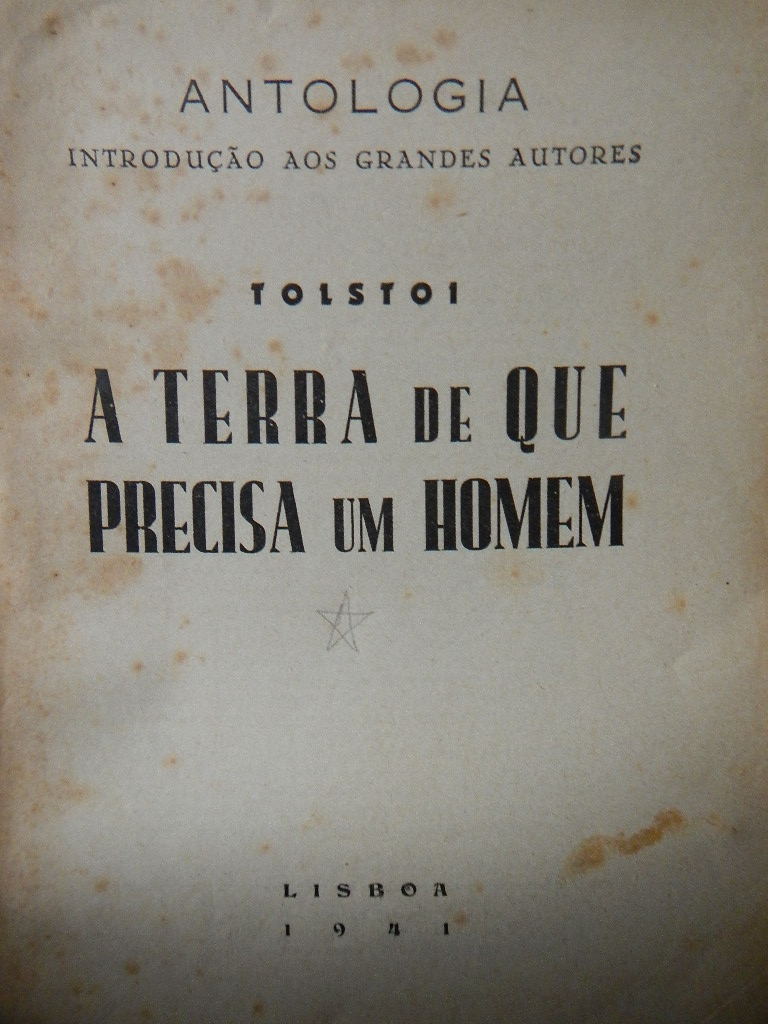 ANTOLOGIA
INTRODUÇÃO AOS GRANDES AUTORES
TOLSTOI
A TERRA DE QUE
PRECISA UM HOMEM
LISBOA
1941